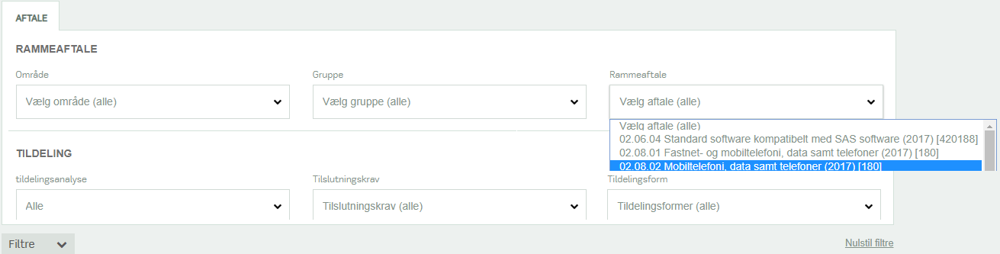 AFTALE
RAMMEAFTALE
Område
Gruppe
Rammeaftale
Vælg område (alle)
Vælg gruppe (alle)
Vælg aftale (alle)
Vælg aftale (alle)
02.06.04 Standard software kompatibelt med SAS software (2017) [420188]
02.08.01 Fastnet- og mobiltelefoni, data samt telefoner (2017) [180]
02.08.02 Mobiltelefoni, data samt telefoner (2017) [180]
TILDELING
tildelingsanalyse
Tilslutningskrav
Tildelingsform
Alle
Tilslutningskrav (alle)
Tildelingsformer (alle)
Filtre
Nulstil filtre